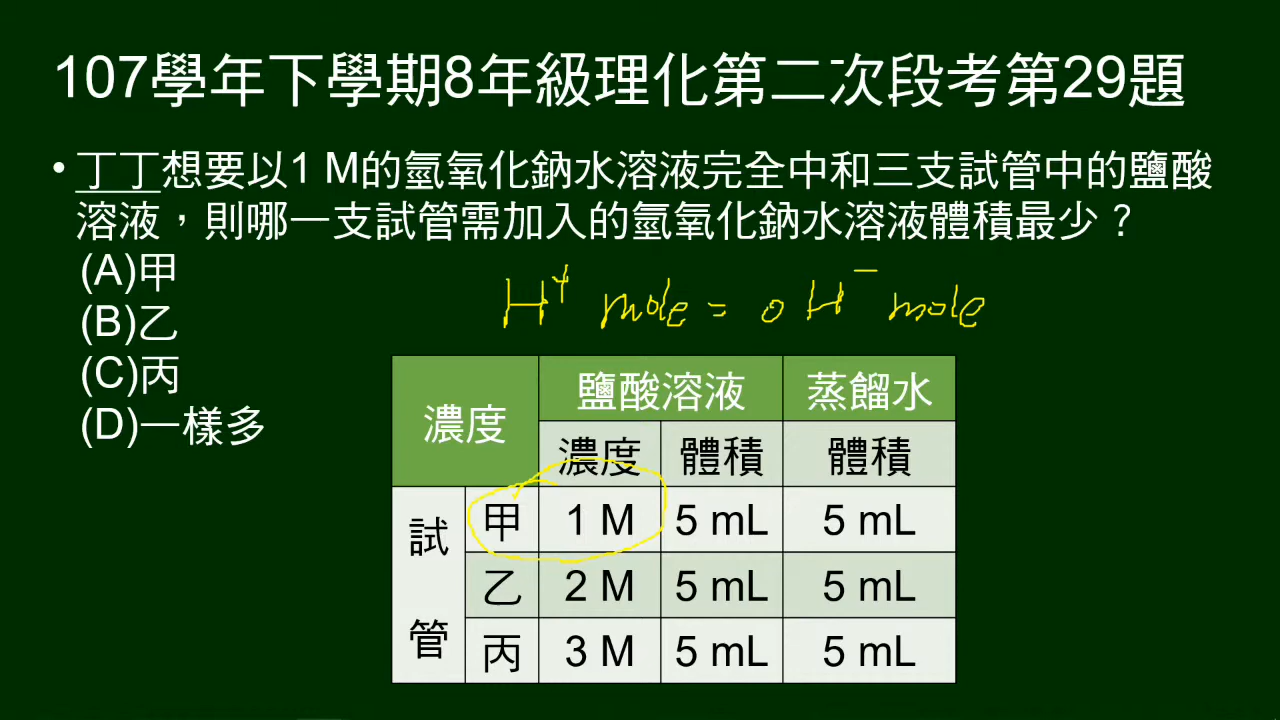 107學年下學期8年級理化第二次段考第29題
• 丁丁想要以1 M的氫氧化鈉水溶液完全中和三支試管中的鹽酸
溶液，則哪一支試管需加入的氫氧化鈉水溶液體積最少？
(A)甲
(B)乙
(C)丙
(D)一樣多
H⁺ mole = OH⁻ mole
濃度 鹽酸溶液 蒸餾水
濃度 體積 體積
試管 甲 1 M 5 mL 5 mL
乙 2 M 5 mL 5 mL
丙 3 M 5 mL 5 mL